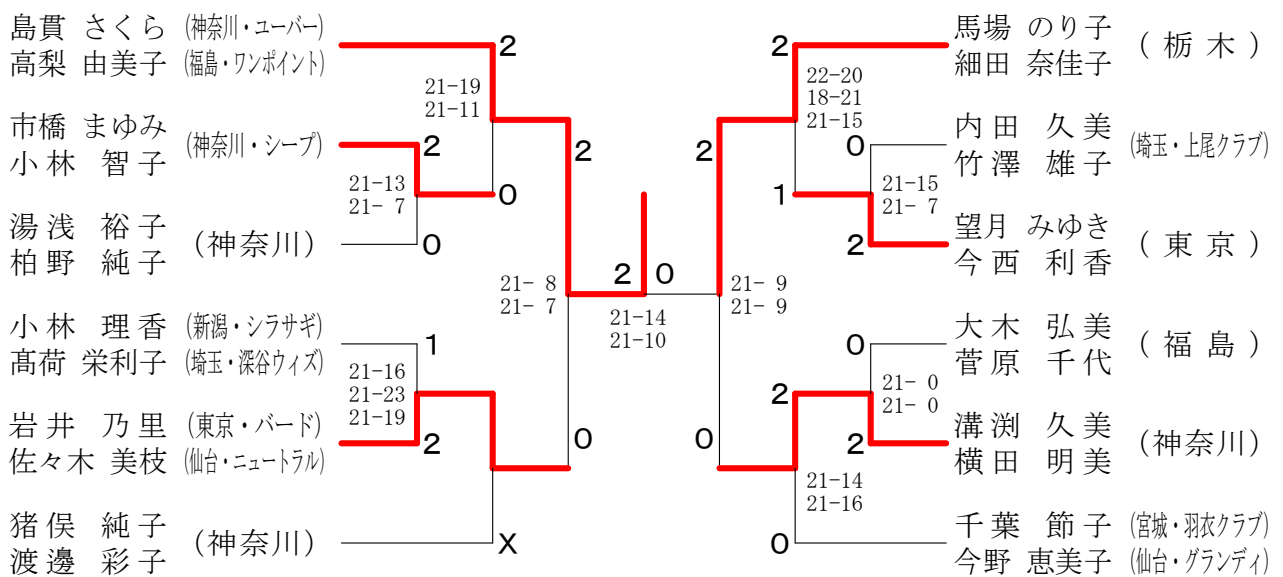 島貫 さくら (神奈川・ユーバー)
高梨 由美子 (福島・ワンポイント)
2
21-19
21-11
市橋 まゆみ
小林 智子
(神奈川・シープ)
2
21-13
21- 7
0
湯浅 裕子
柏野 純子
(神奈川)
0
2
21- 8
21- 7
小林 理香 (新潟・シラサギ)
髙荷 栄利子 (埼玉・深谷ウィズ)
1
21-16
21-23
21-19
岩井 乃里 (東京・バード)
佐々木 美枝 (仙台・ニュートラル)
2
0
猪俣 純子
渡邊 彩子
(神奈川)
X
2 0
21-14
21-10
2
馬場 のり子
細田 奈佳子
(栃木)
22-20
18-21
21-15
2
内田 久美
竹澤 雄子
(埼玉・上尾クラブ)
0
21-15
21- 7
1
望月 みゆき
今西 利香
(東京)
2
21- 9
21- 9
大木 弘美
菅原 千代
(福島)
0
21- 0
21- 0
2
溝渕 久美
横田 明美
(神奈川)
2
0
21-14
21-16
千葉 節子 (宮城・羽衣クラブ)
今野 恵美子 (仙台・グランディ)
0